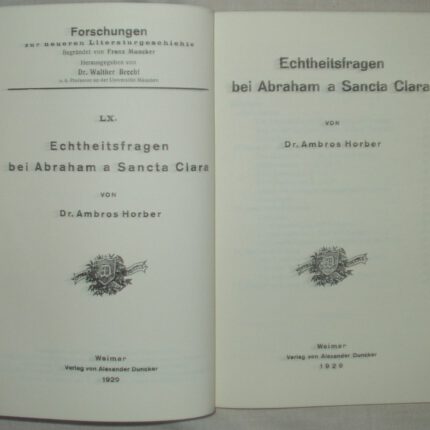 Forschungen
zur neueren Literaturgeschichte
Begründet von Franz Muncker
Herausgegeben von
Dr. Walther Brecht
o. ö. Professor an der Universität München
LX.
Echtheitsfragen
bei Abraham a Sancta Clara
VON
Dr. Ambros Horber
Weimar
Verlag von Alexander Duncker
1929
Echtheitsfragen
bei Abraham a Sancta Clara
VON
Dr. Ambros Horber
Weimar
Verlag von Alexander Duncker
1929